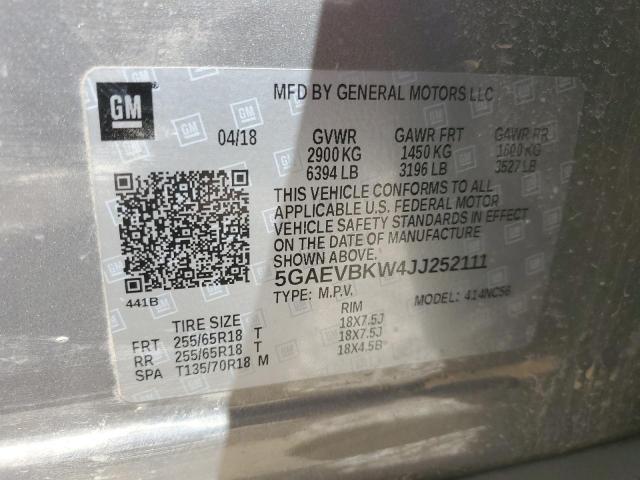 GM
MFD BY GENERAL MOTORS LLC
04/18 GVWR GAWR FRT GAWR RR
2900 KG 1450 KG 1600 KG
6394 LB 3196 LB 3527 LB
THIS VEHICLE CONFORMS TO ALL
APPLICABLE U.S. FEDERAL MOTOR
VEHICLE SAFETY STANDARDS IN EFFECT
ON THE DATE OF MANUFACTURE
SHOWN ABOVE.
5GAEVBKW4JJ252111
441B
TYPE: M.P.V. MODEL: 414NC56
TIRE SIZE RIM
FRT 255/65R18 T 18X7.5J
RR 255/65R18 T 18X7.5J
SPA T135/70R18 M 18X4.5B